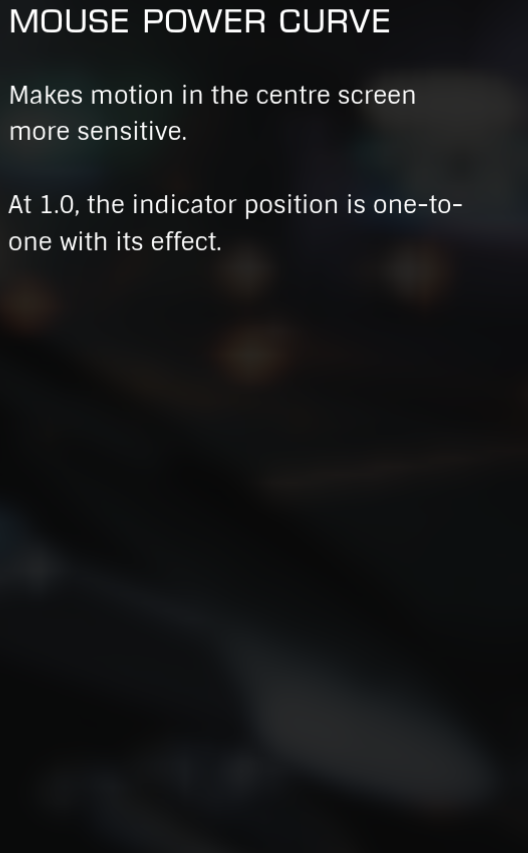 MOUSE POWER CURVE
Makes motion in the centre screen
more sensitive.
At 1.0, the indicator position is one-to-
one with its effect.